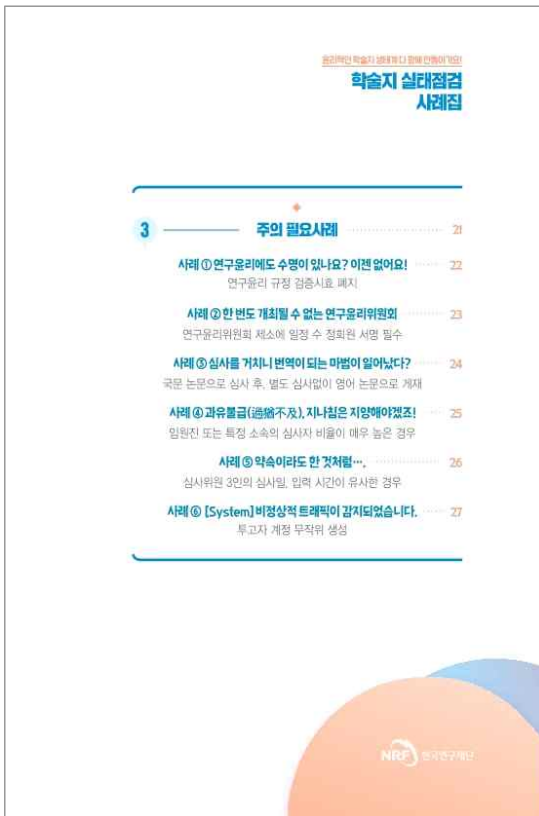 윤리적인 학술지 생태계 다 함께 만들어가요!
학술지 실태점검
사례집
3 주의 필요사례 21
사례 ① 연구윤리에도 수명이 있나요? 이젠 없어요! 22
연구윤리 규정 검증시효 폐지
사례 ② 한 번도 개최될 수 없는 연구윤리위원회 23
연구윤리위원회 제소에 일정 수 정회원 서명 필수
사례 ③ 심사를 거치니 번역이 되는 마법이 일어났다? 24
국문 논문으로 심사 후, 별도 심사없이 영어 논문으로 게재
사례 ④ 과유불급(過猶不及), 지나침은 지양해야겠죠! 25
임원진 또는 특정 소속의 심사자 비율이 매우 높은 경우
사례 ⑤ 약속이라도 한 것처럼…. 26
심사위원 3인의 심사일, 입력 시간이 유사한 경우
사례 ⑥ [System] 비정상적 트래픽이 감지되었습니다. 27
투고자 계정 무작위 생성
NRF 한국연구재단